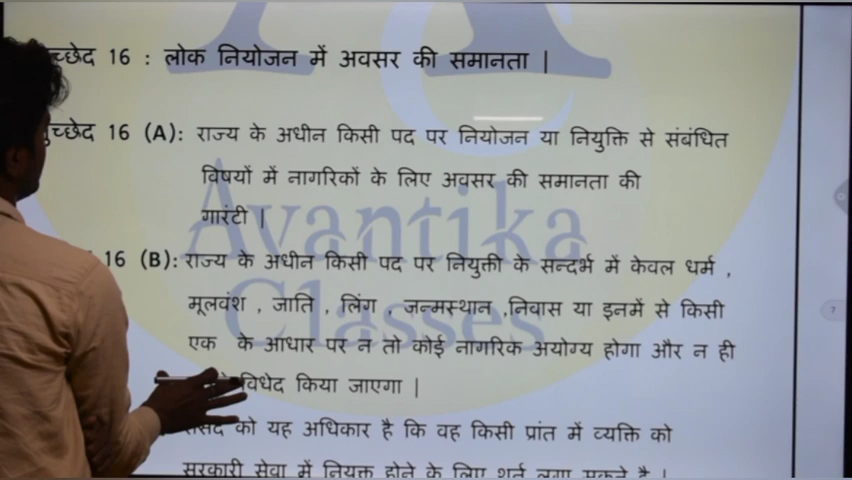 च्छेद 16 : लोक नियोजन में अवसर की समानता |
च्छेद 16 (A): राज्य के अधीन किसी पद पर नियोजन या नियुक्ति से संबंधित
विषयों में नागरिकों के लिए अवसर की समानता की
गारंटी |
16 (B): राज्य के अधीन किसी पद पर नियुक्ती के सन्दर्भ में केवल धर्म ,
मूलवंश , जाति , लिंग , जन्मस्थान ,निवास या इनमें से किसी
एक के आधार पर न तो कोई नागरिक अयोग्य होगा और न ही
विधेद किया जाएगा |
संसद को यह अधिकार है कि वह किसी प्रांत में व्यक्ति को
सरकारी सेवा में नियुक्त होने के लिए शर्त लगा सकते है |
Avantika
Classes